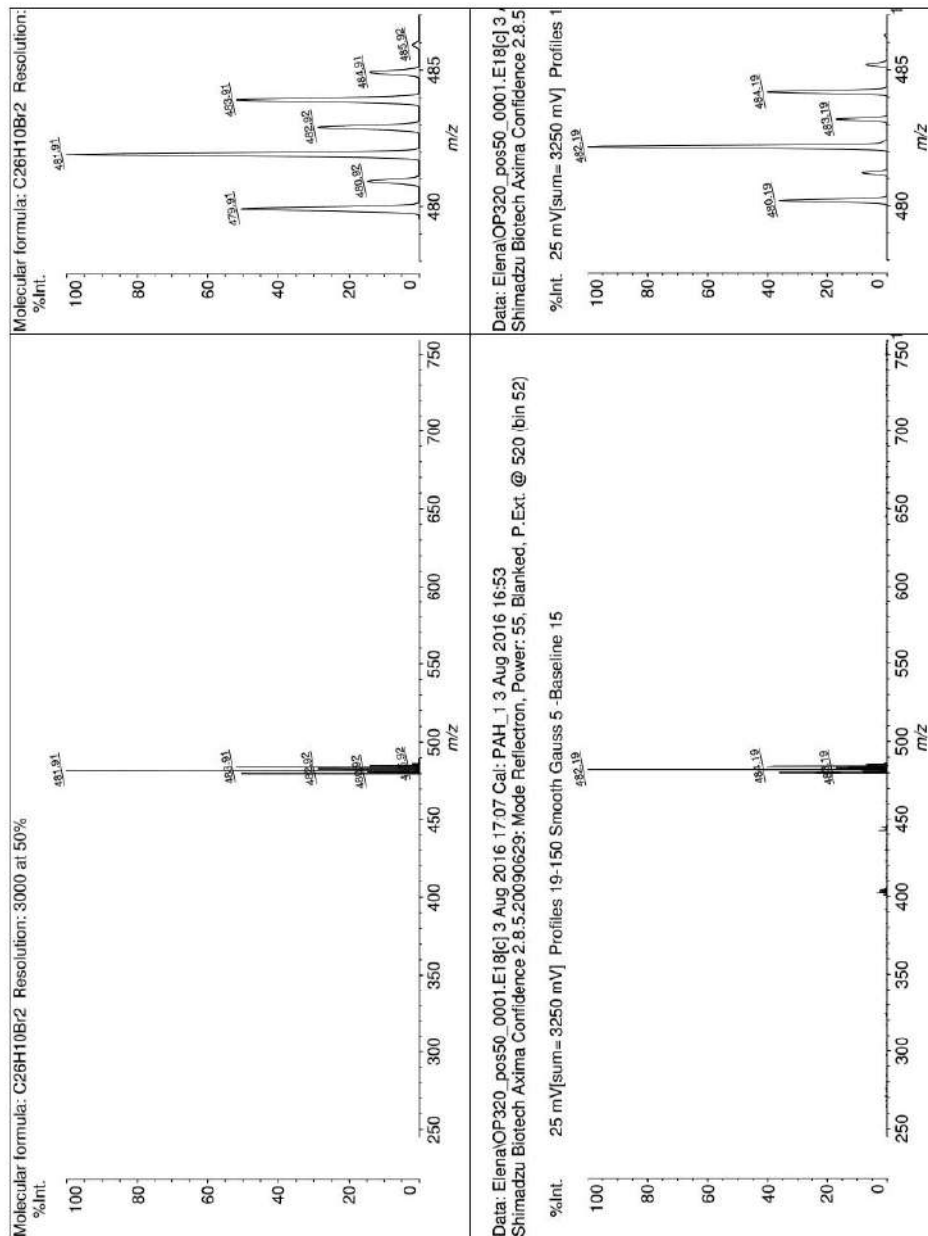 Molecular formula: C26H10Br2 Resolution: 3000 at 50%
%Int.
100
80
60
40
20
0
481.91
483.91
482.92
485.92
250 300 350 400 450 500 550 600 650 700 750
m/z
Molecular formula: C26H10Br2 Resolution:
%Int.
100
80
60
40
20
0
479.91
480.92
481.91
482.92
483.91
484.91
485.92
480 485
m/z
Data: Elena\OP320_pos50_0001.E18[c] 3 Aug 2016 17:07 Cal: PAH_1 3 Aug 2016 16:53
Shimadzu Biotech Axima Confidence 2.8.5.20090629: Mode Reflectron, Power: 55, Blanked, P.Ext. @ 520 (bin 52)
%Int. 25 mV[sum= 3250 mV] Profiles 19-150 Smooth Gauss 5 -Baseline 15
100
80
60
40
20
0
482.19
484.19
483.19
250 300 350 400 450 500 550 600 650 700 750
m/z
Data: Elena\OP320_pos50_0001.E18[c] 3
Shimadzu Biotech Axima Confidence 2.8.5
%Int. 25 mV[sum= 3250 mV] Profiles 1
100
80
60
40
20
0
480.19
482.19
483.19
484.19
480 485
m/z